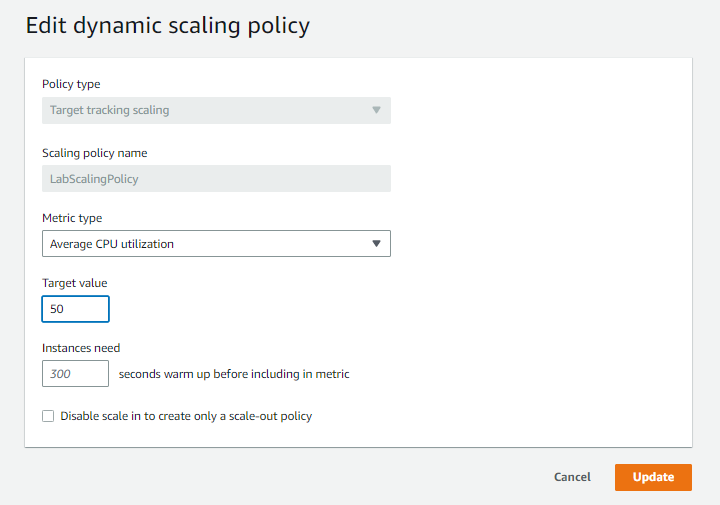 Edit dynamic scaling policy
Policy type
Target tracking scaling
Scaling policy name
LabScalingPolicy
Metric type
Average CPU utilization
Target value
50
Instances need
300 seconds warm up before including in metric
Disable scale in to create only a scale-out policy
Cancel Update